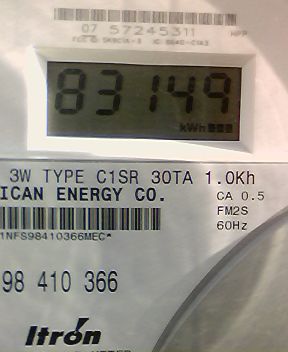 07 57245311
83149
kWh
3W TYPE C1SR 30TA 1.0Kh
ICAN ENERGY CO.
CA 0.5
FM2S
60Hz
1NFS98410366MEC*
98 410 366
Itron